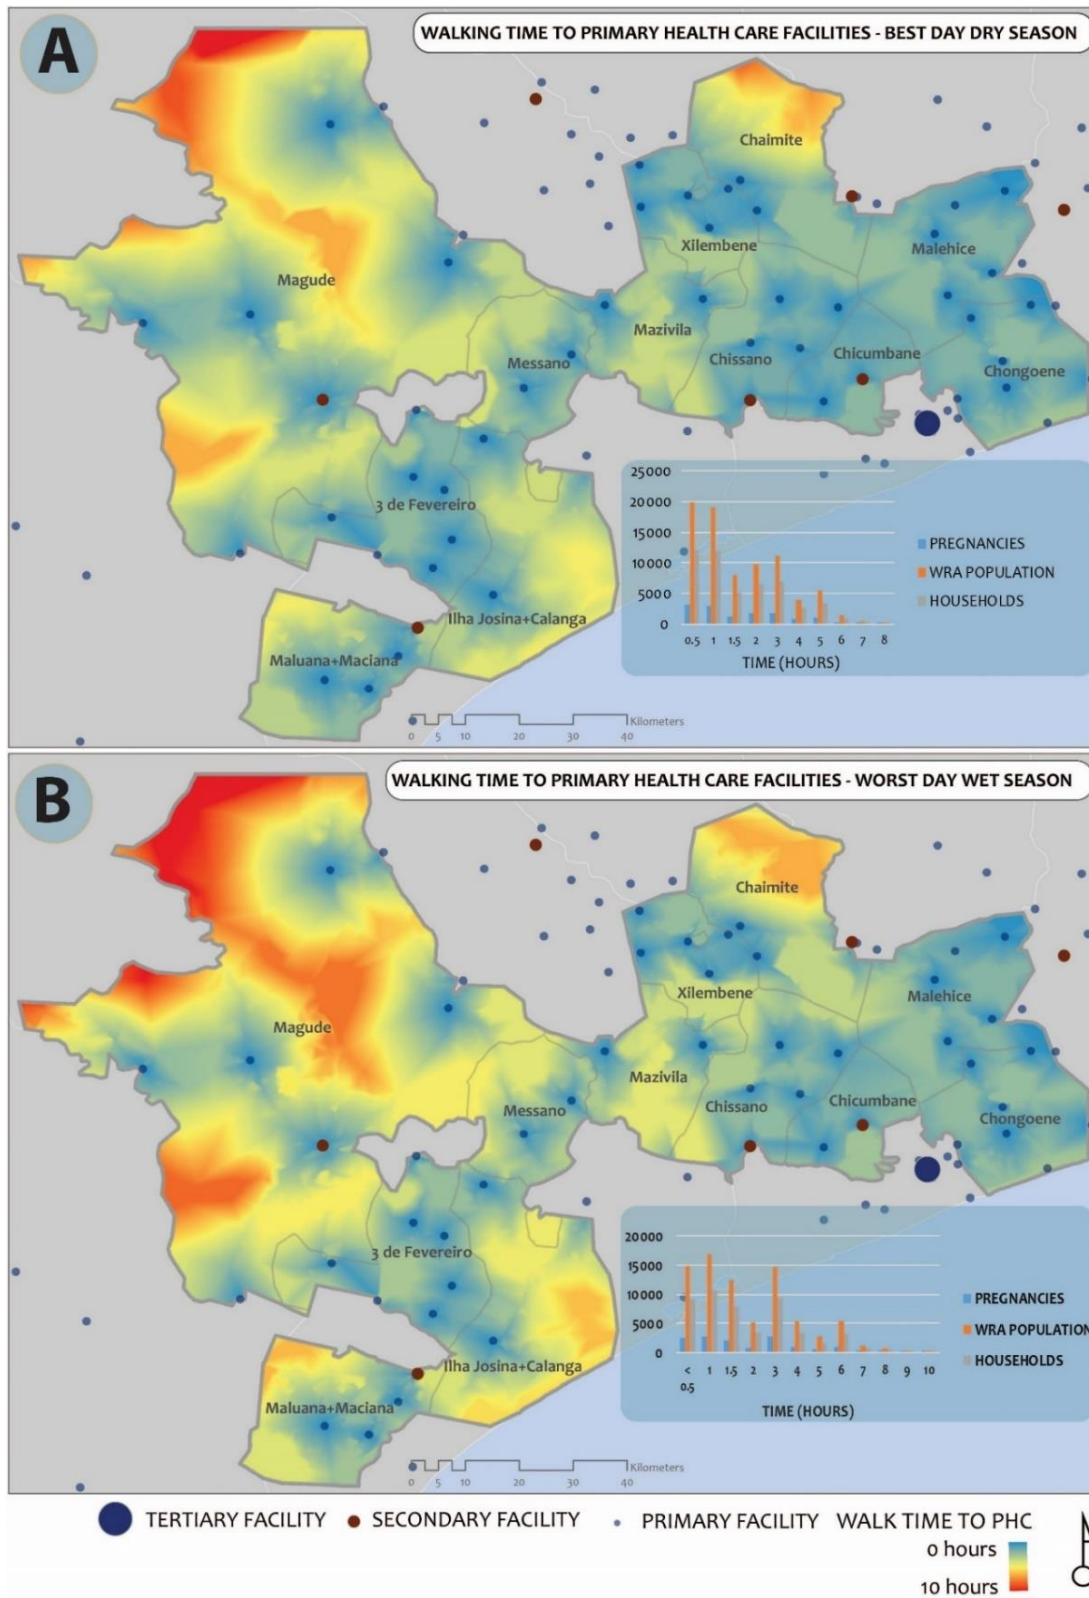 A
WALKING TIME TO PRIMARY HEALTH CARE FACILITIES - BEST DAY DRY SEASON
Chaimite
Xilembene
Malehice
Magude
Mazivila
Messano
Chissano
Chicumbane
Chongoene
3 de Fevereiro
Ilha Josina+Calanga
Maluana+Maciana
25000
20000
15000
10000
5000
0
0.5 1 1.5 2 3 4 5 6 7 8
TIME (HOURS)
PREGNANCIES
WRA POPULATION
HOUSEHOLDS
Kilometers
0 5 10 20 30 40
B
WALKING TIME TO PRIMARY HEALTH CARE FACILITIES - WORST DAY WET SEASON
Chaimite
Xilembene
Malehice
Magude
Mazivila
Messano
Chissano
Chicumbane
Chongoene
3 de Fevereiro
Ilha Josina+Calanga
Maluana+Maciana
20000
15000
10000
5000
0
< 0.5 1 1.5 2 3 4 5 6 7 8 9 10
TIME (HOURS)
PREGNANCIES
WRA POPULATION
HOUSEHOLDS
Kilometers
0 5 10 20 30 40
TERTIARY FACILITY SECONDARY FACILITY PRIMARY FACILITY WALK TIME TO PHC
0 hours
10 hours